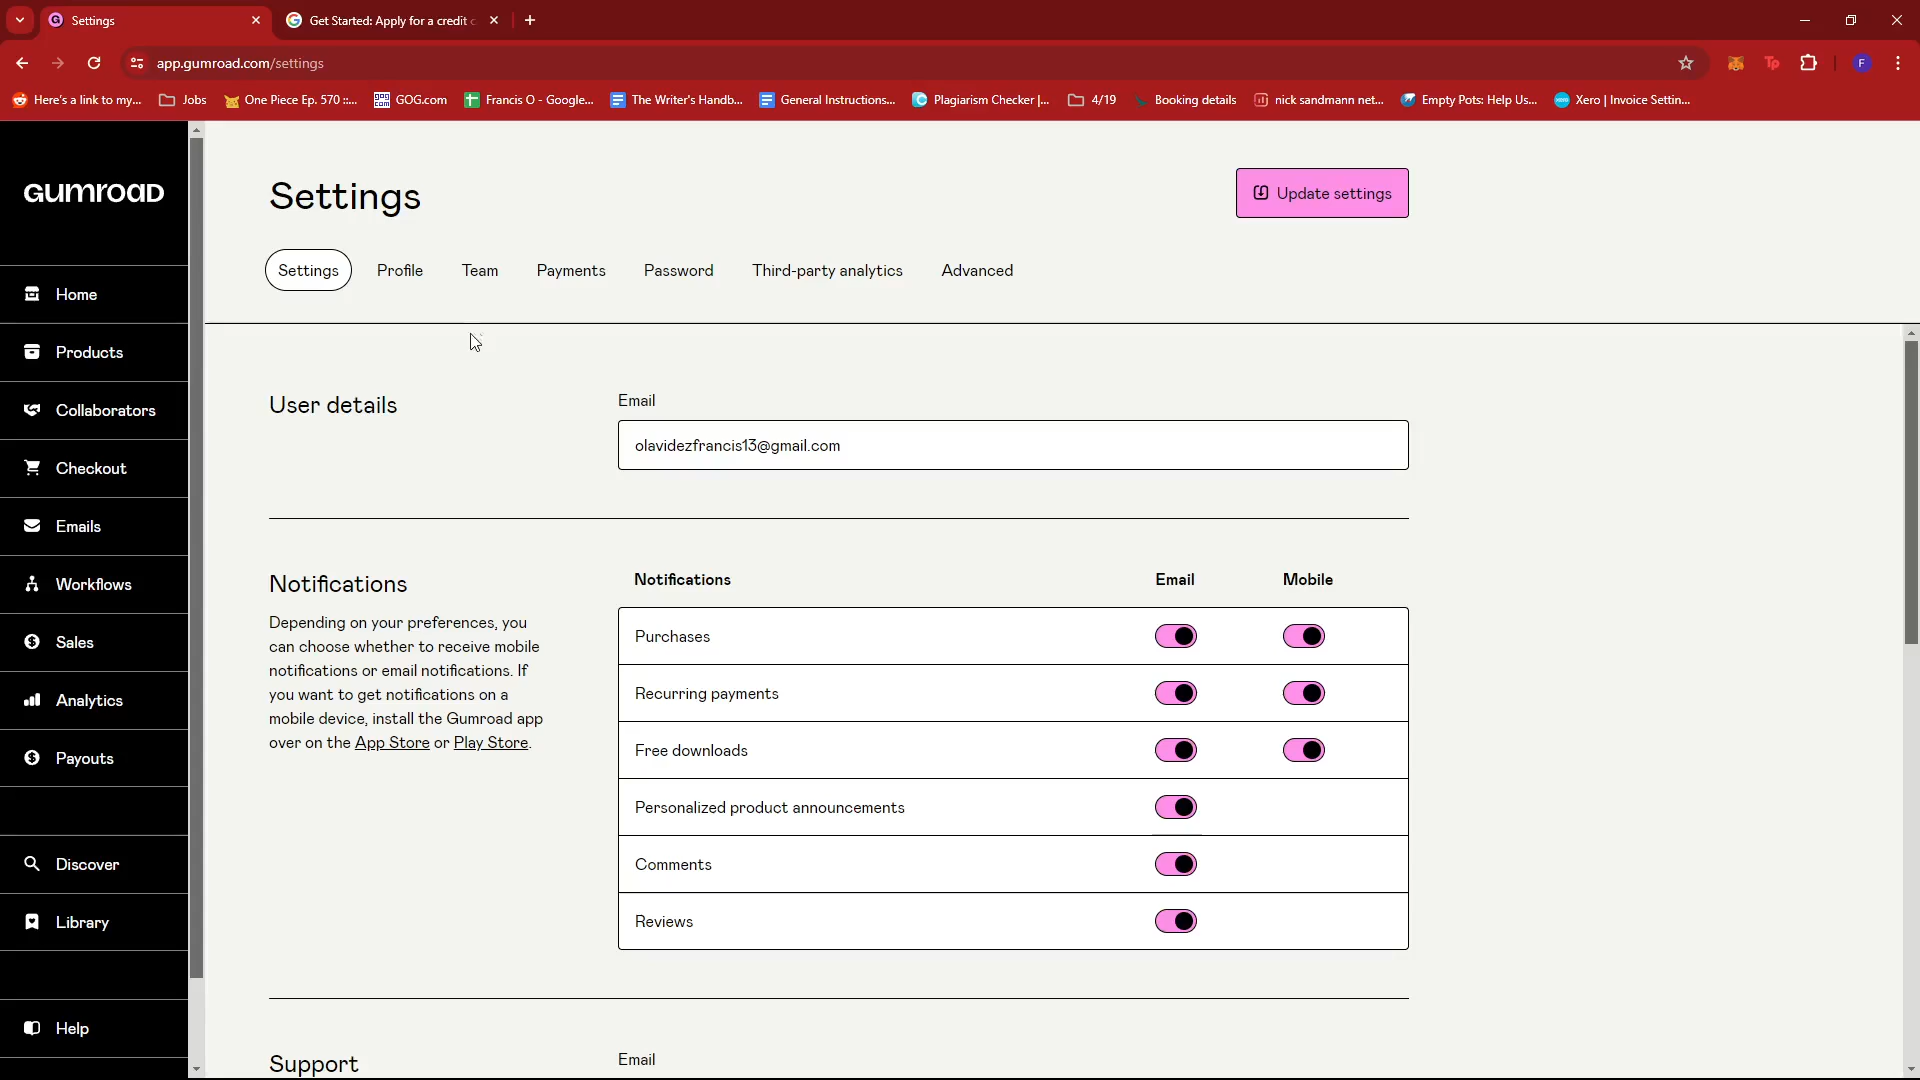 Settings
Get Started: Apply for a credit c
app.gumroad.com/settings
Here's a link to my...
Jobs
One Piece Ep. 570 ::...
GOG.com
Francis O - Google...
The Writer's Handb...
General Instructions...
Plagiarism Checker |...
4/19
Booking details
nick sandmann net...
Empty Pots: Help Us...
Xero | Invoice Settin...
GUMROAD
Home
Products
Collaborators
Checkout
Emails
Workflows
Sales
Analytics
Payouts
Discover
Library
Help
Settings
Update settings
Settings
Profile
Team
Payments
Password
Third-party analytics
Advanced
User details
Email
olavidezfrancis13@gmail.com
Notifications
Depending on your preferences, you
can choose whether to receive mobile
notifications or email notifications. If
you want to get notifications on a
mobile device, install the Gumroad app
over on the App Store or Play Store.
Notifications Email Mobile
Purchases
Recurring payments
Free downloads
Personalized product announcements
Comments
Reviews
Support
Email